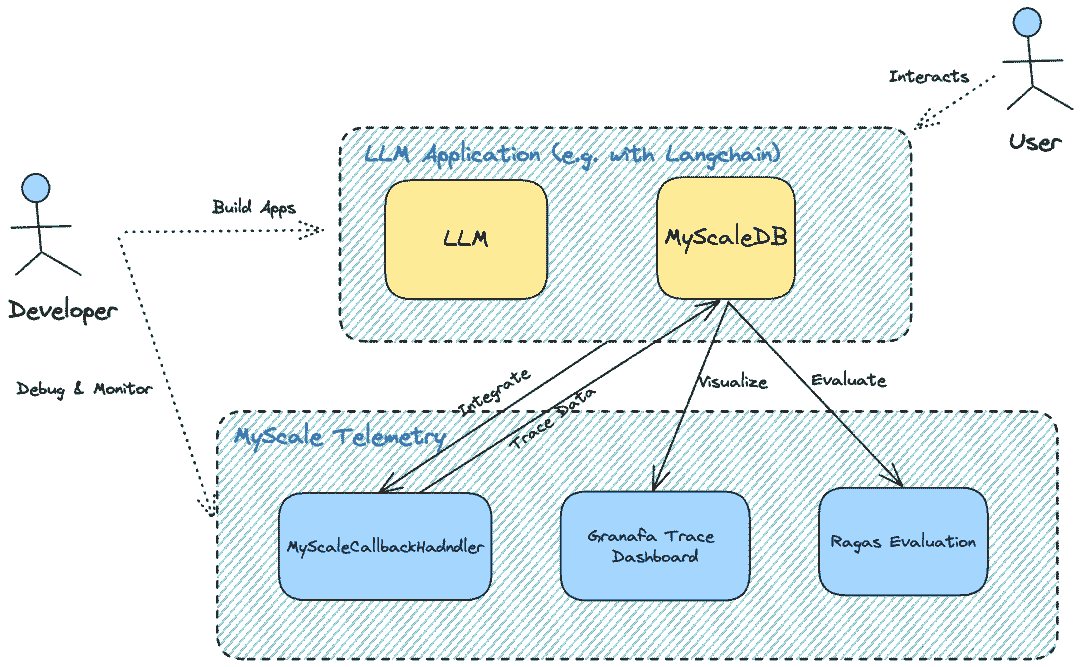 Interacts
User
LLM Application (e.g. with Langchain)
LLM
MyScaleDB
Build Apps
Developer
Debug & Monitor
Integrate
Trace Data
Visualize
Evaluate
MyScale Telemetry
MyScaleCallbackHadndler
Granafa Trace
Dashboard
Ragas Evaluation